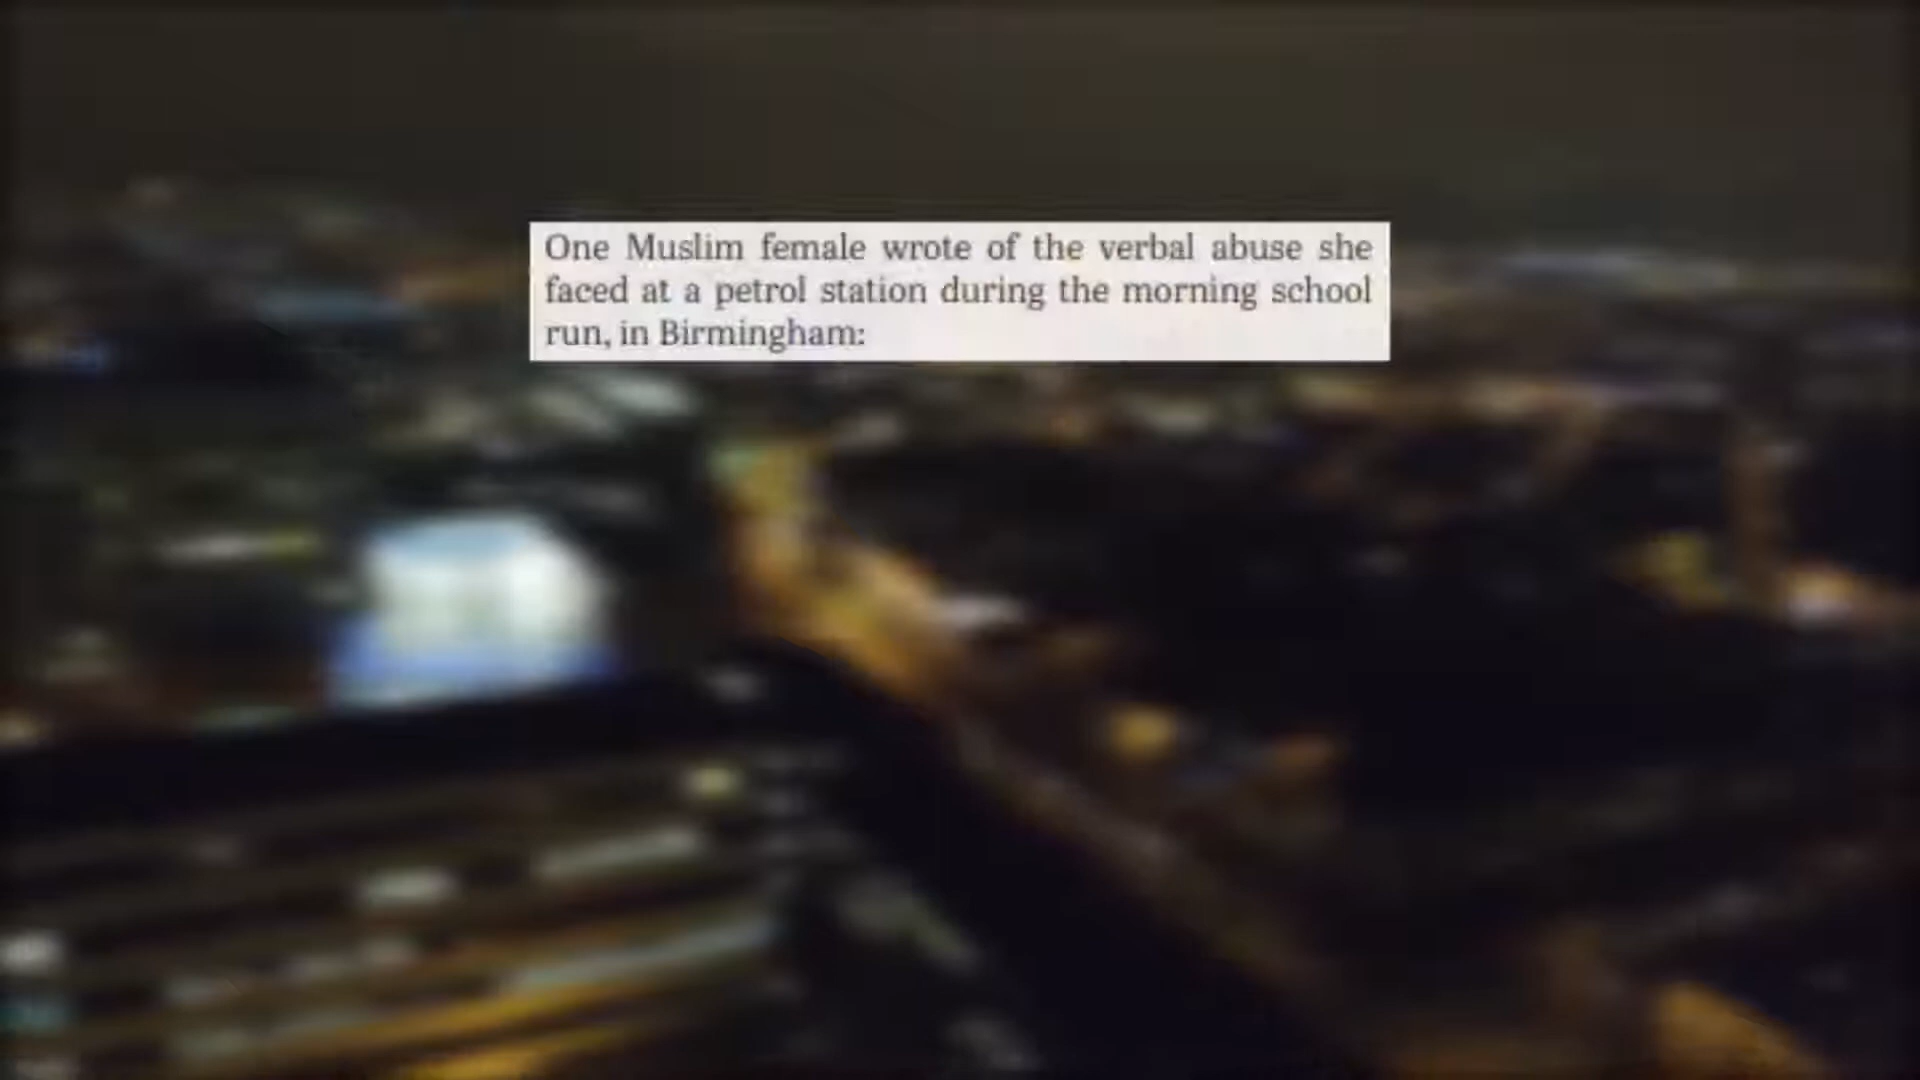 One Muslim female wrote of the verbal abuse she
faced at a petrol station during the morning school
run, in Birmingham: